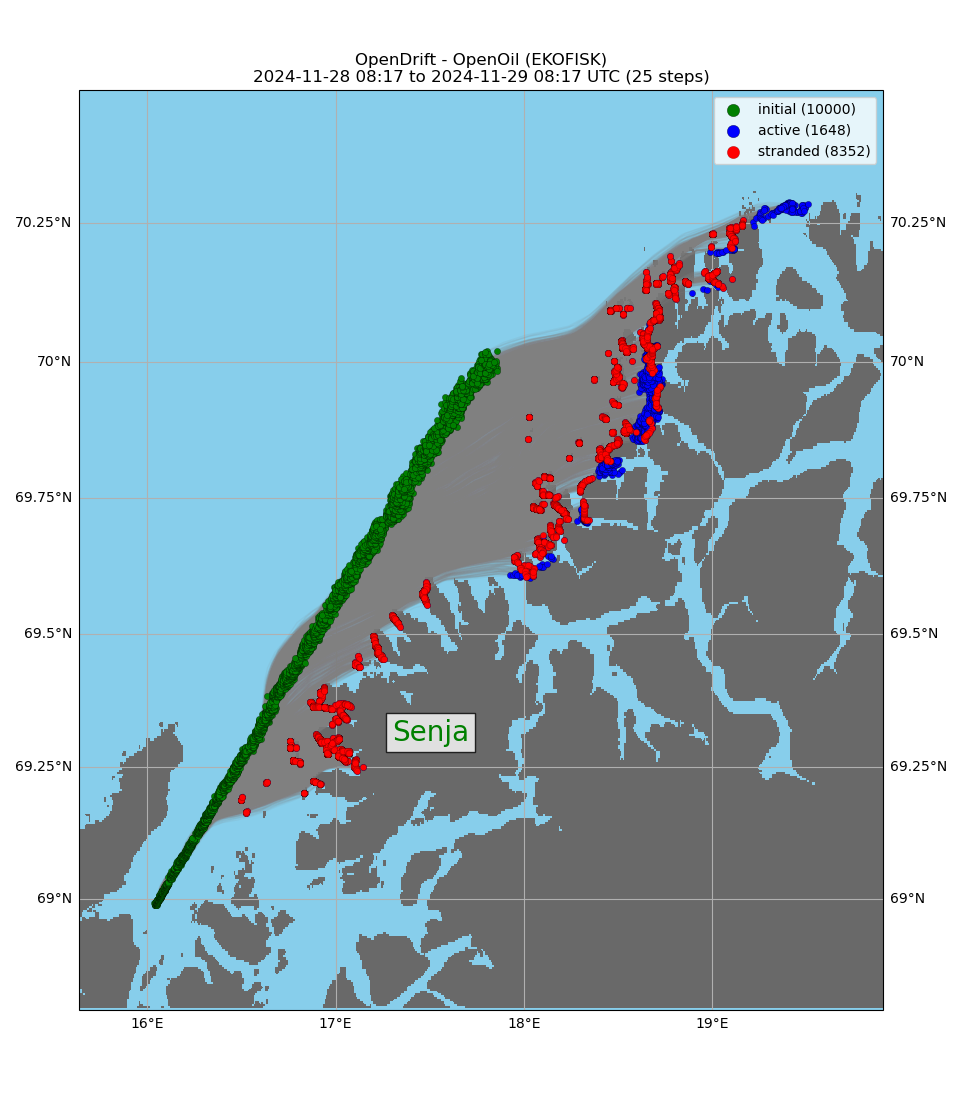 OpenDrift - OpenOil (EKOFISK)
2024-11-28 08:17 to 2024-11-29 08:17 UTC (25 steps)
initial (10000)
active (1648)
stranded (8352)
70.25°N 70.25°N
70°N 70°N
69.75°N 69.75°N
69.5°N 69.5°N
Senja
69.25°N 69.25°N
69°N 69°N
16°E 17°E 18°E 19°E